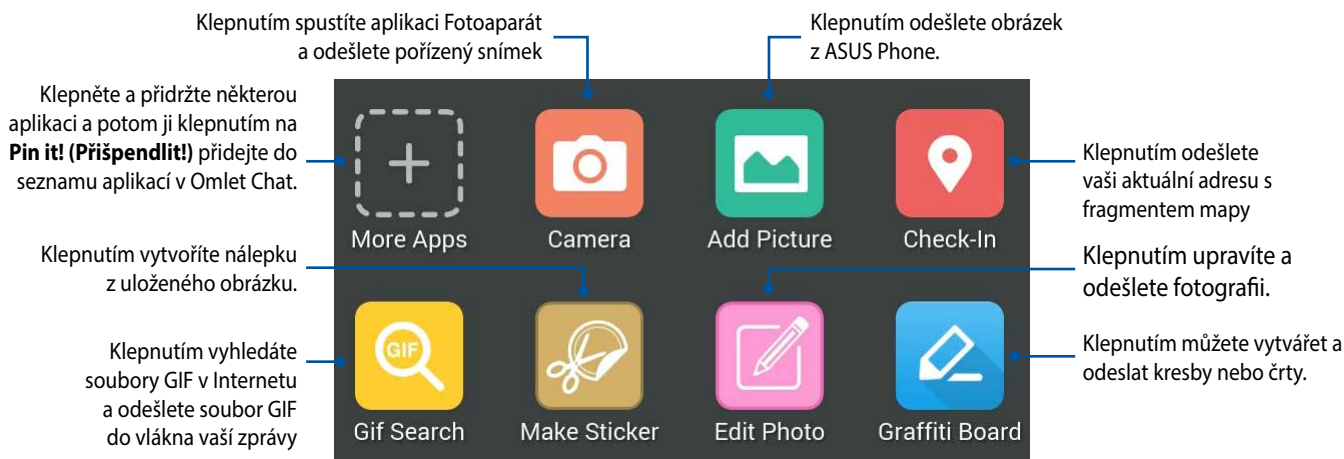 Klepnutím spustíte aplikaci Fotoaparát
a odešlete pořízený snímek
Klepnutím odešlete obrázek
z ASUS Phone.
Klepněte a přidržte některou
aplikaci a potom ji klepnutím na
Pin it! (Přišpendlit!) přidejte do
seznamu aplikací v Omlet Chat.
Klepnutím odešlete
vaši aktuální adresu s
fragmentem mapy
More Apps
Camera
Add Picture
Check-In
Klepnutím vytvoříte nálepku
z uloženého obrázku.
Klepnutím upravíte a
odešlete fotografii.
Klepnutím vyhledáte
soubory GIF v Internetu
a odešlete soubor GIF
do vlákna vaší zprávy
GIF
Klepnutím můžete vytvářet a
odeslat kresby nebo črty.
Gif Search
Make Sticker
Edit Photo
Graffiti Board